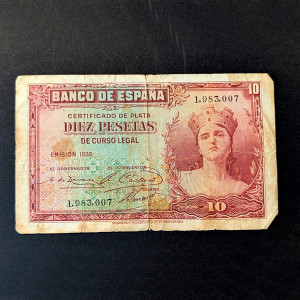 BANCO DE ESPAÑA
10
CERTIFICADO DE PLATA
1.983.007
DIEZ PESETAS
DE CURSO LEGAL
EMISIÓN 1935
EL GOBERNADOR
EL INTERVENTOR
1.983.007
10